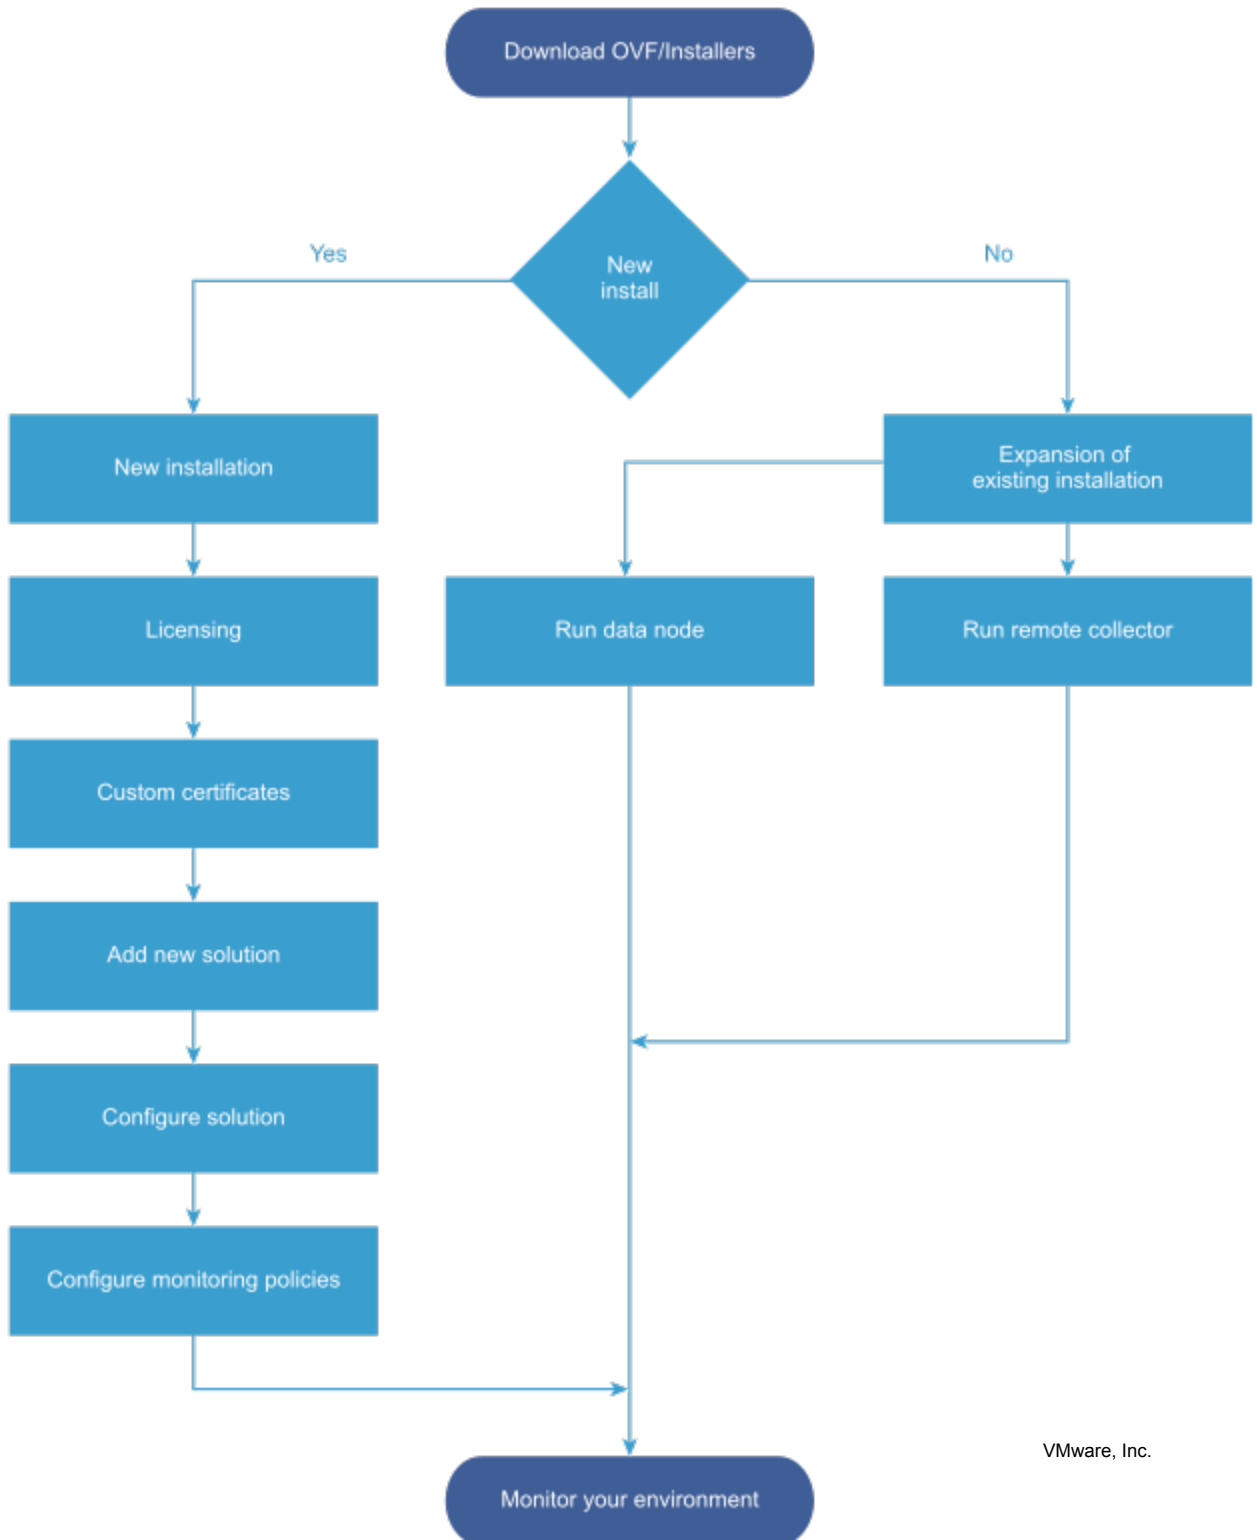 Download OVF/Installers
New
install
Yes
No
New installation
Expansion of
existing installation
Licensing
Run data node
Run remote collector
Custom certificates
Add new solution
Configure solution
Configure monitoring policies
VMware, Inc.
Monitor your environment